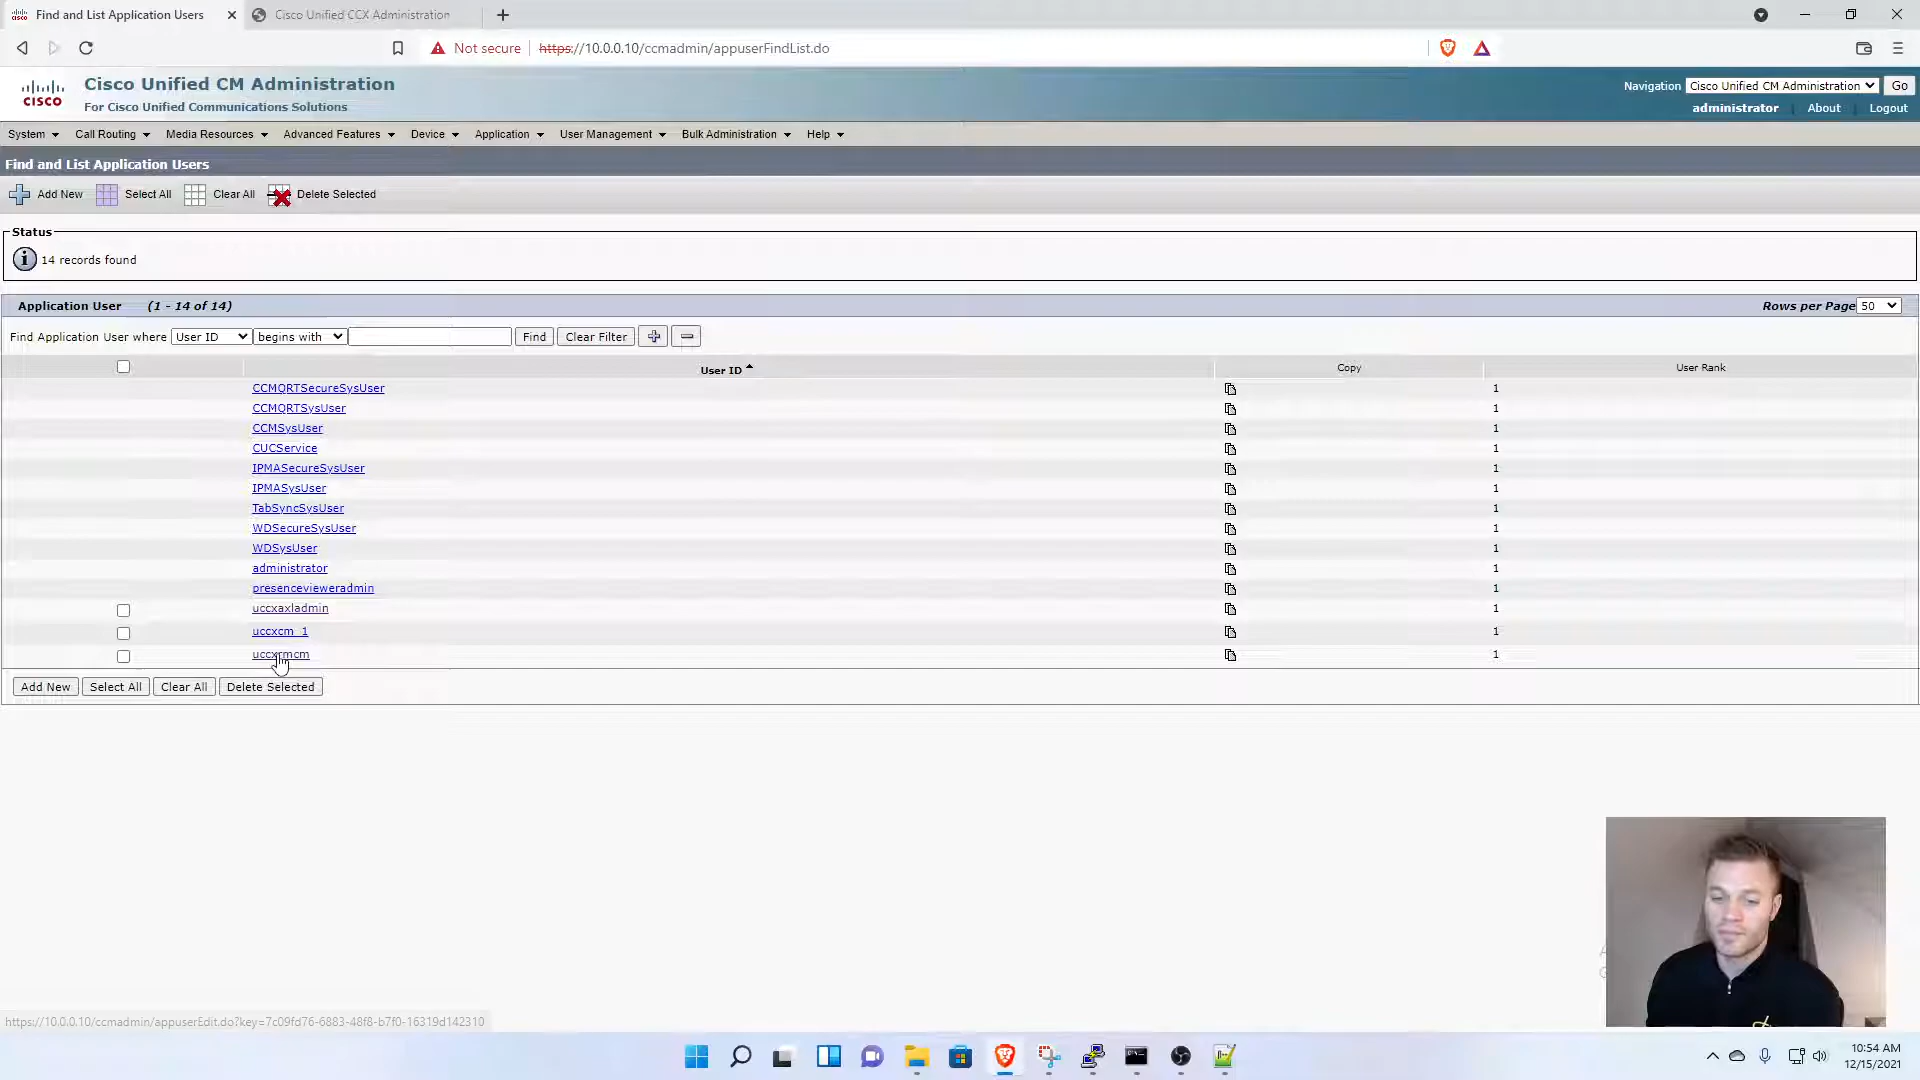 Find and List Application Users
Cisco Unified CCX Administration
Not secure https://10.0.0.10/ccmadmin/appuserFindList.do
CISCO
Cisco Unified CM Administration
For Cisco Unified Communications Solutions
Navigation Cisco Unified CM Administration Go
administrator About Logout
System Call Routing Media Resources Advanced Features Device Application User Management Bulk Administration Help
Find and List Application Users
Add New Select All Clear All Delete Selected
Status
14 records found
Application User (1 - 14 of 14) Rows per Page 50
Find Application User where User ID begins with Find Clear Filter
User ID Copy User Rank
CCMQRTSecureSysUser 1
CCMQRTSysUser 1
CCMSysUser 1
CUCService 1
IPMASecureSysUser 1
IPMASysUser 1
TabSyncSysUser 1
WDSecureSysUser 1
WDSysUser 1
administrator 1
presencevieweradmin 1
uccxaxladmin 1
uccxcm_1 1
uccxrmcm 1
Add New Select All Clear All Delete Selected
https://10.0.0.10/ccmadmin/appuserEdit.do?key=7c09fd76-6883-48f8-b7f0-16319d142310
10:54 AM
12/15/2021